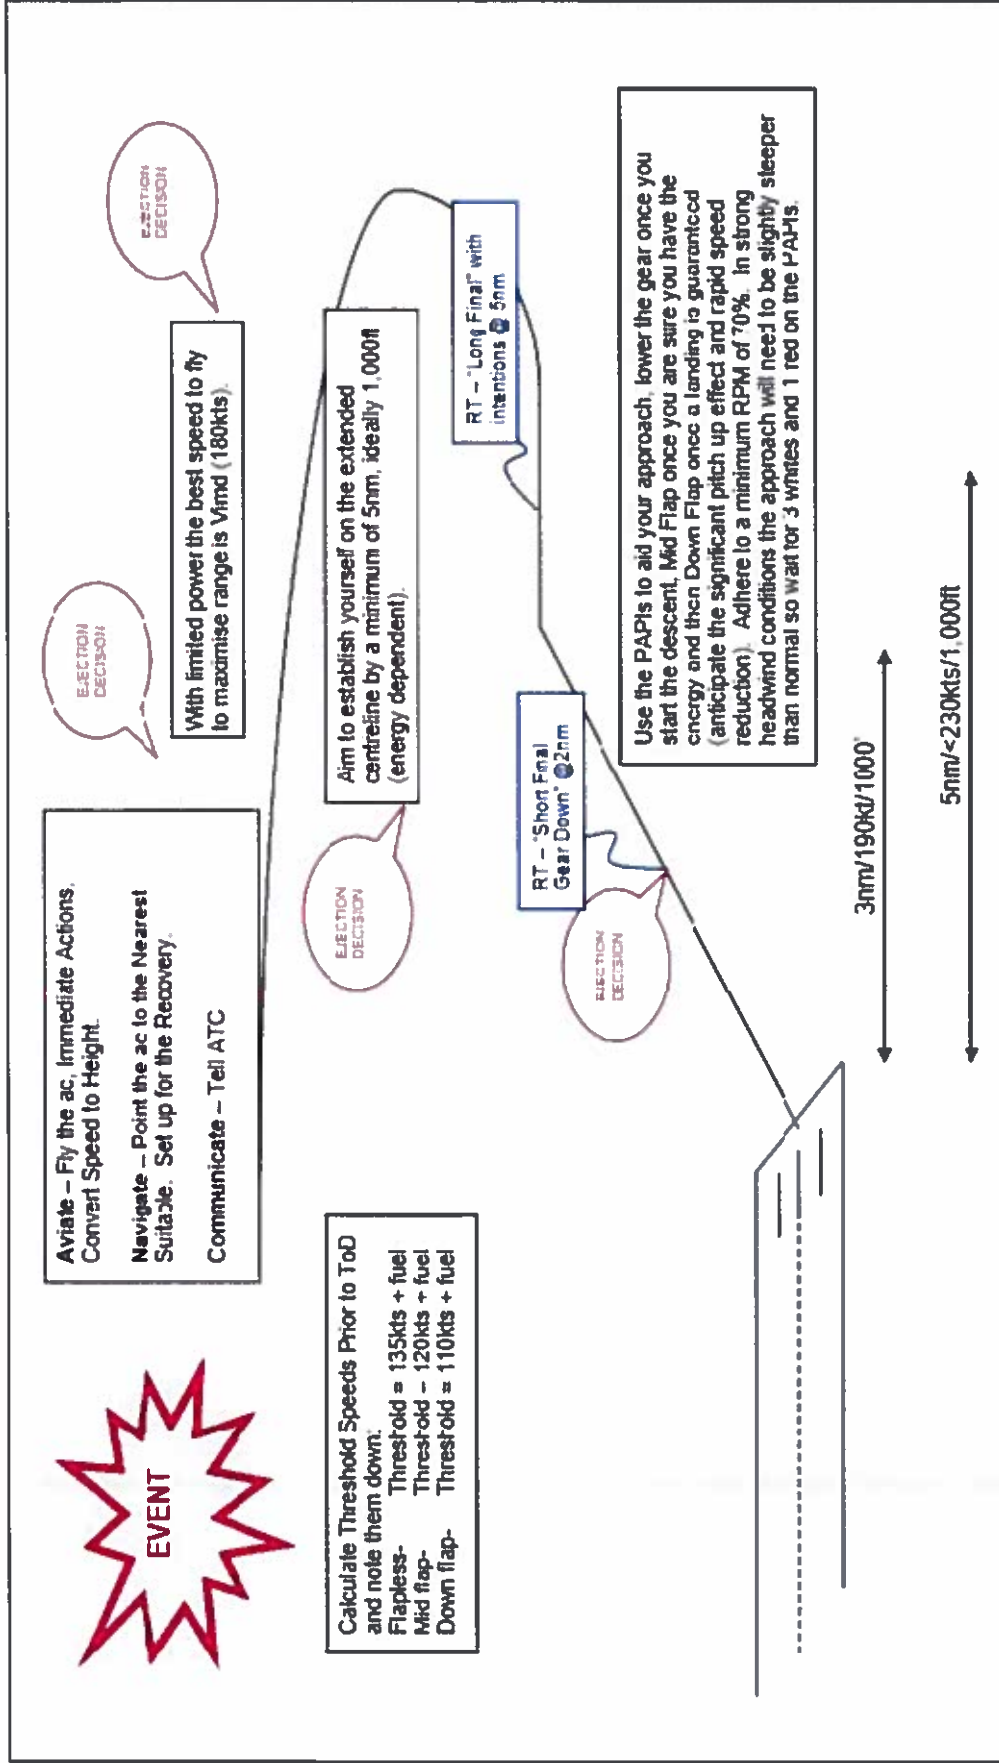 EVENT
Aviate – Fly the ac, Immediate Actions,
Convert Speed to Height.
Navigate – Point the ac to the Nearest
Suitable. Set up for the Recovery.
Communicate – Tell ATC
EJECTION
DECISION
EJECTION
DECISION
With limited power the best speed to fly
to maximise range is Vimd (180kts).
Calculate Threshold Speeds Prior to ToD
and note them down:
Flapless- Threshold = 135kts + fuel
Mid flap- Threshold – 120kts + fuel
Down flap- Threshold = 110kts + fuel
EJECTION
DECISION
Aim to establish yourself on the extended
centreline by a minimum of 5nm, ideally 1,000ft
(energy dependent).
RT – "Long Final" with
intentions @ 5nm
EJECTION
DECISION
RT – "Short Final
Gear Down" @2nm
Use the PAPIs to aid your approach, lower the gear once you
start the descent, Mid Flap once you are sure you have the
energy and then Down Flap once a landing is guaranteed
(anticipate the significant pitch up effect and rapid speed
reduction). Adhere to a minimum RPM of 70%. In strong
headwind conditions the approach will need to be slightly steeper
than normal so wait for 3 whites and 1 red on the PAPIs.
3nm/190kt/1000'
5nm/<230kts/1,000ft